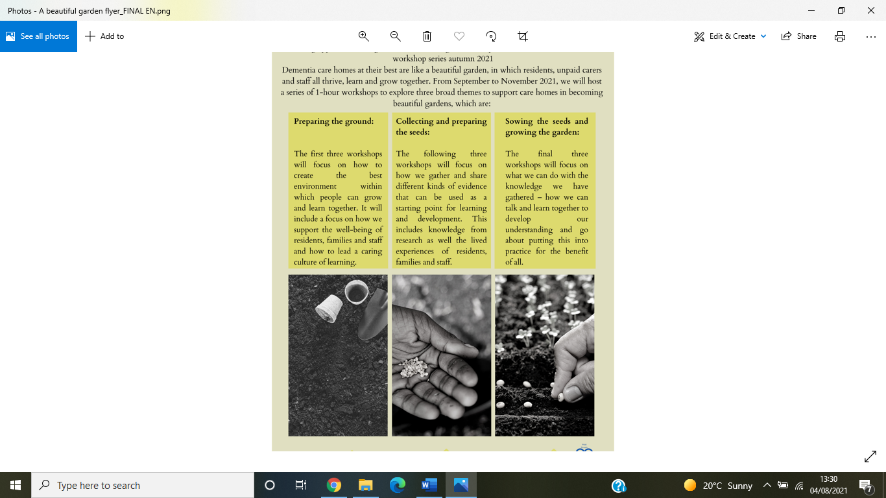 Photos - A beautiful garden flyer_FINAL EN.png
See all photos
Add to
Edit & Create
Share
workshop series autumn 2021
Dementia care homes at their best are like a beautiful garden, in which residents, unpaid carers
and staff all thrive, learn and grow together. From September to November 2021, we will host
a series of 1-hour workshops to explore three broad themes to support care homes in becoming
beautiful gardens, which are:
Preparing the ground:
The first three workshops
will focus on how to
create the best
environment within
which people can grow
and learn together. It will
include a focus on how we
support the well-being of
residents, families and staff
and how to lead a caring
culture of learning.
Collecting and preparing
the seeds:
The following three
workshops will focus on
how we gather and share
different kinds of evidence
that can be used as a
starting point for learning
and development. This
includes knowledge from
research as well the lived
experiences of residents,
families and staff.
Sowing the seeds and
growing the garden:
The final three
workshops will focus on
what we can do with the
knowledge we have
gathered – how we can
talk and learn together to
develop our
understanding and go
about putting this into
practice for the benefit
of all.
Type here to search
20°C Sunny
13:30
04/08/2021
7